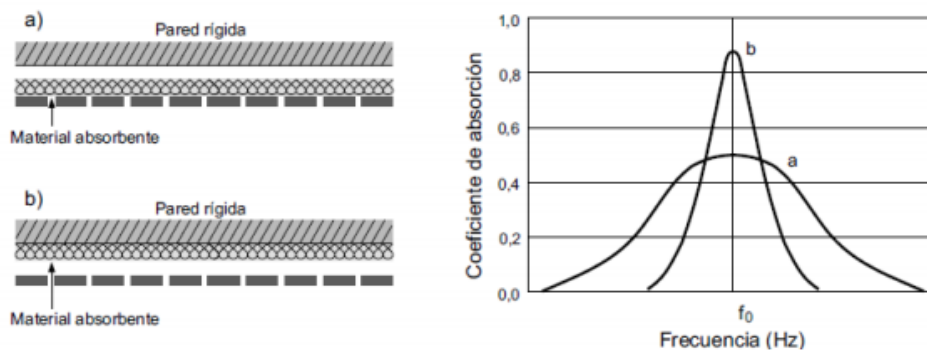 a)
Pared rígida
Material absorbente
b)
Pared rígida
Material absorbente
Coeficiente de absorción
1,0
0,8
0,6
0,4
0,2
0,0
b
a
f₀
Frecuencia (Hz)